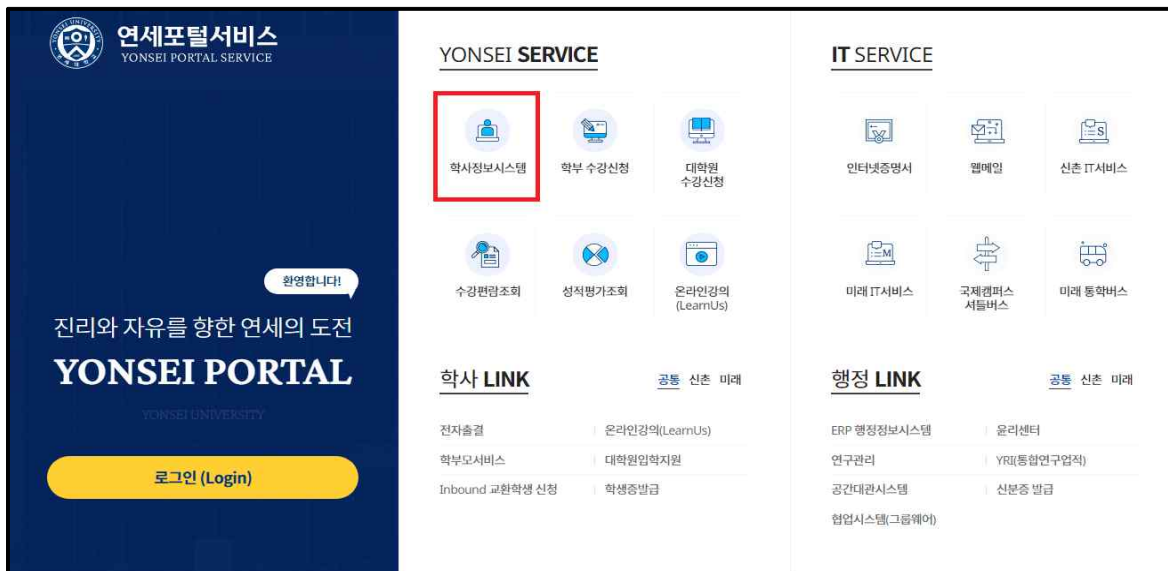 연세포털서비스
YONSEI PORTAL SERVICE
환영합니다!
진리와 자유를 향한 연세의 도전
YONSEI PORTAL
YONSEI UNIVERSITY
로그인 (Login)
YONSEI SERVICE
학사정보시스템
학부 수강신청
대학원
수강신청
수강편람조회
성적평가조회
온라인강의
(LearnUs)
IT SERVICE
인터넷증명서
웹메일
신촌 IT서비스
미래 IT서비스
국제캠퍼스
셔틀버스
미래 통학버스
학사 LINK
공통 신촌 미래
전자출결
온라인강의(LearnUs)
학부모서비스
대학원입학지원
Inbound 교환학생 신청
학생증발급
행정 LINK
공통 신촌 미래
ERP 행정정보시스템
윤리센터
연구관리
YRI(통합연구업적)
공간대관시스템
신분증 발급
협업시스템(그룹웨어)